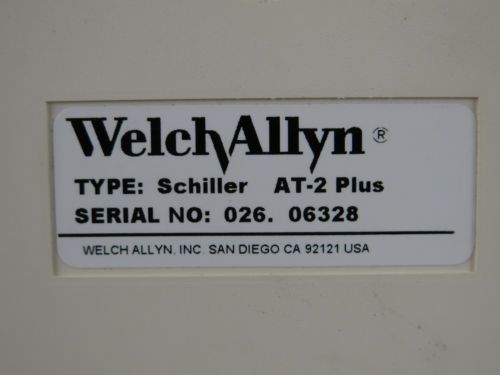 WelchAllyn®
TYPE: Schiller AT-2 Plus
SERIAL NO: 026. 06328
WELCH ALLYN, INC. SAN DIEGO CA 92121 USA